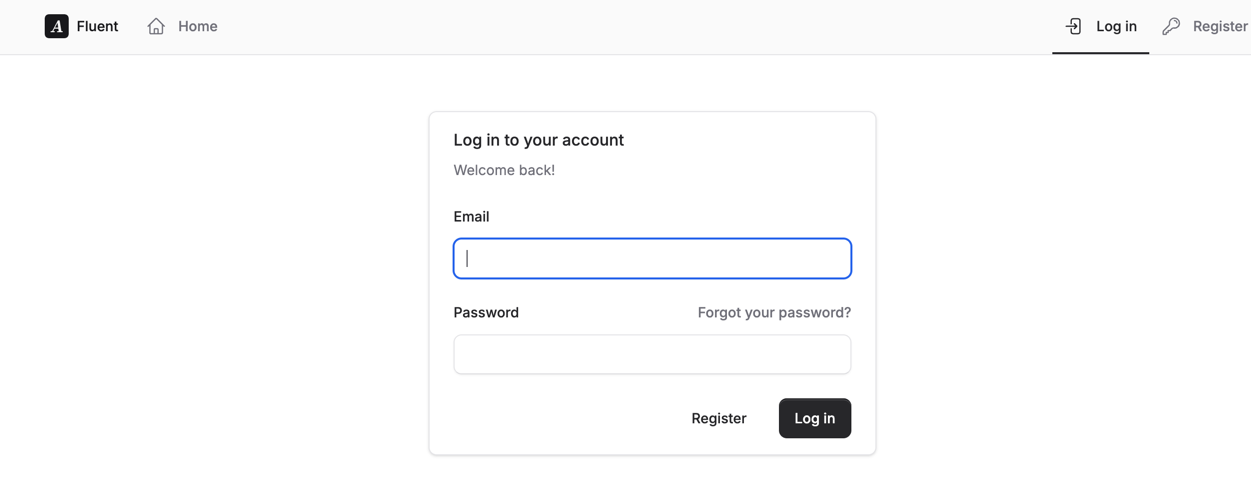 A Fluent Home Log in Register
Log in to your account
Welcome back!
Email
Password Forgot your password?
Register Log in